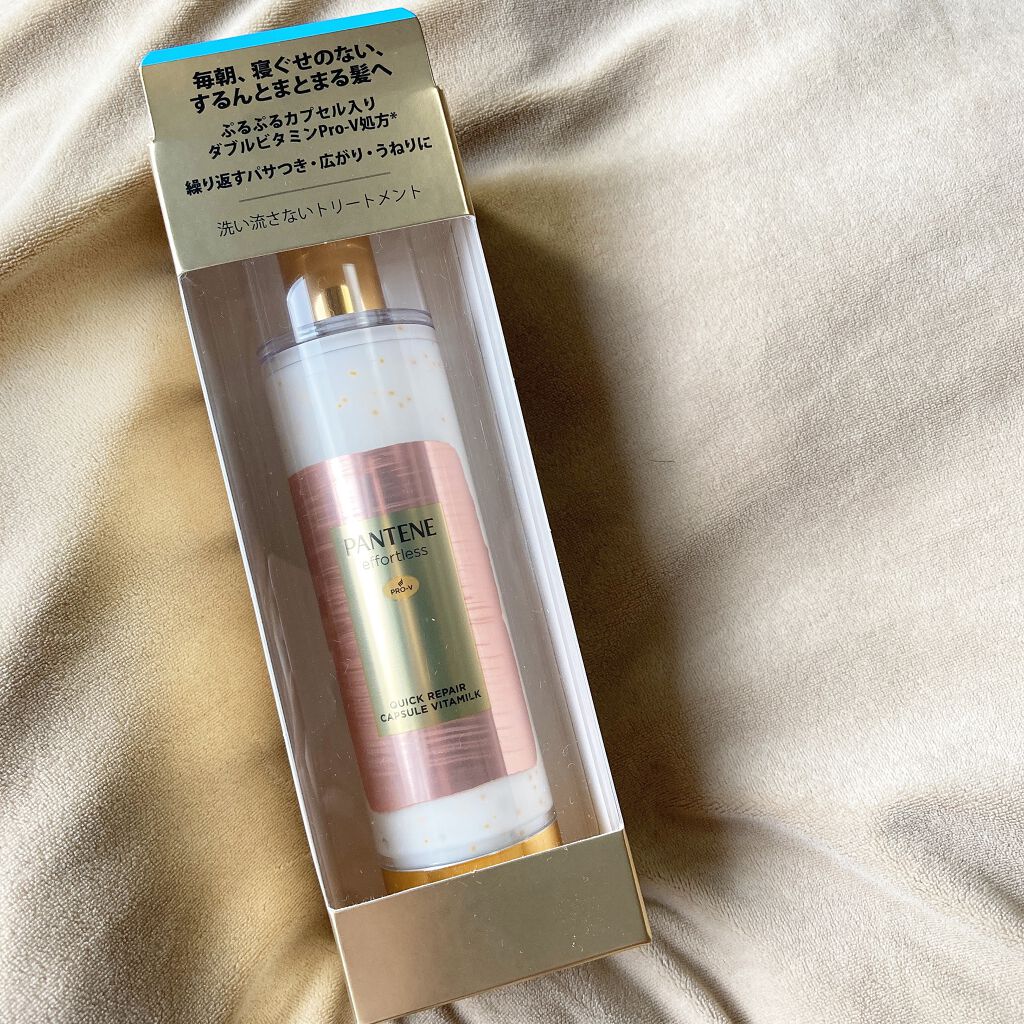 毎朝、寝ぐせのない、
するんとまとまる髪へ
ぷるぷるカプセル入り
ダブルビタミンPro-V処方*
繰り返すパサつき・広がり・うねりに
洗い流さないトリートメント
PANTENE
effortless
PRO-V
QUICK REPAIR
CAPSULE VITAMILK